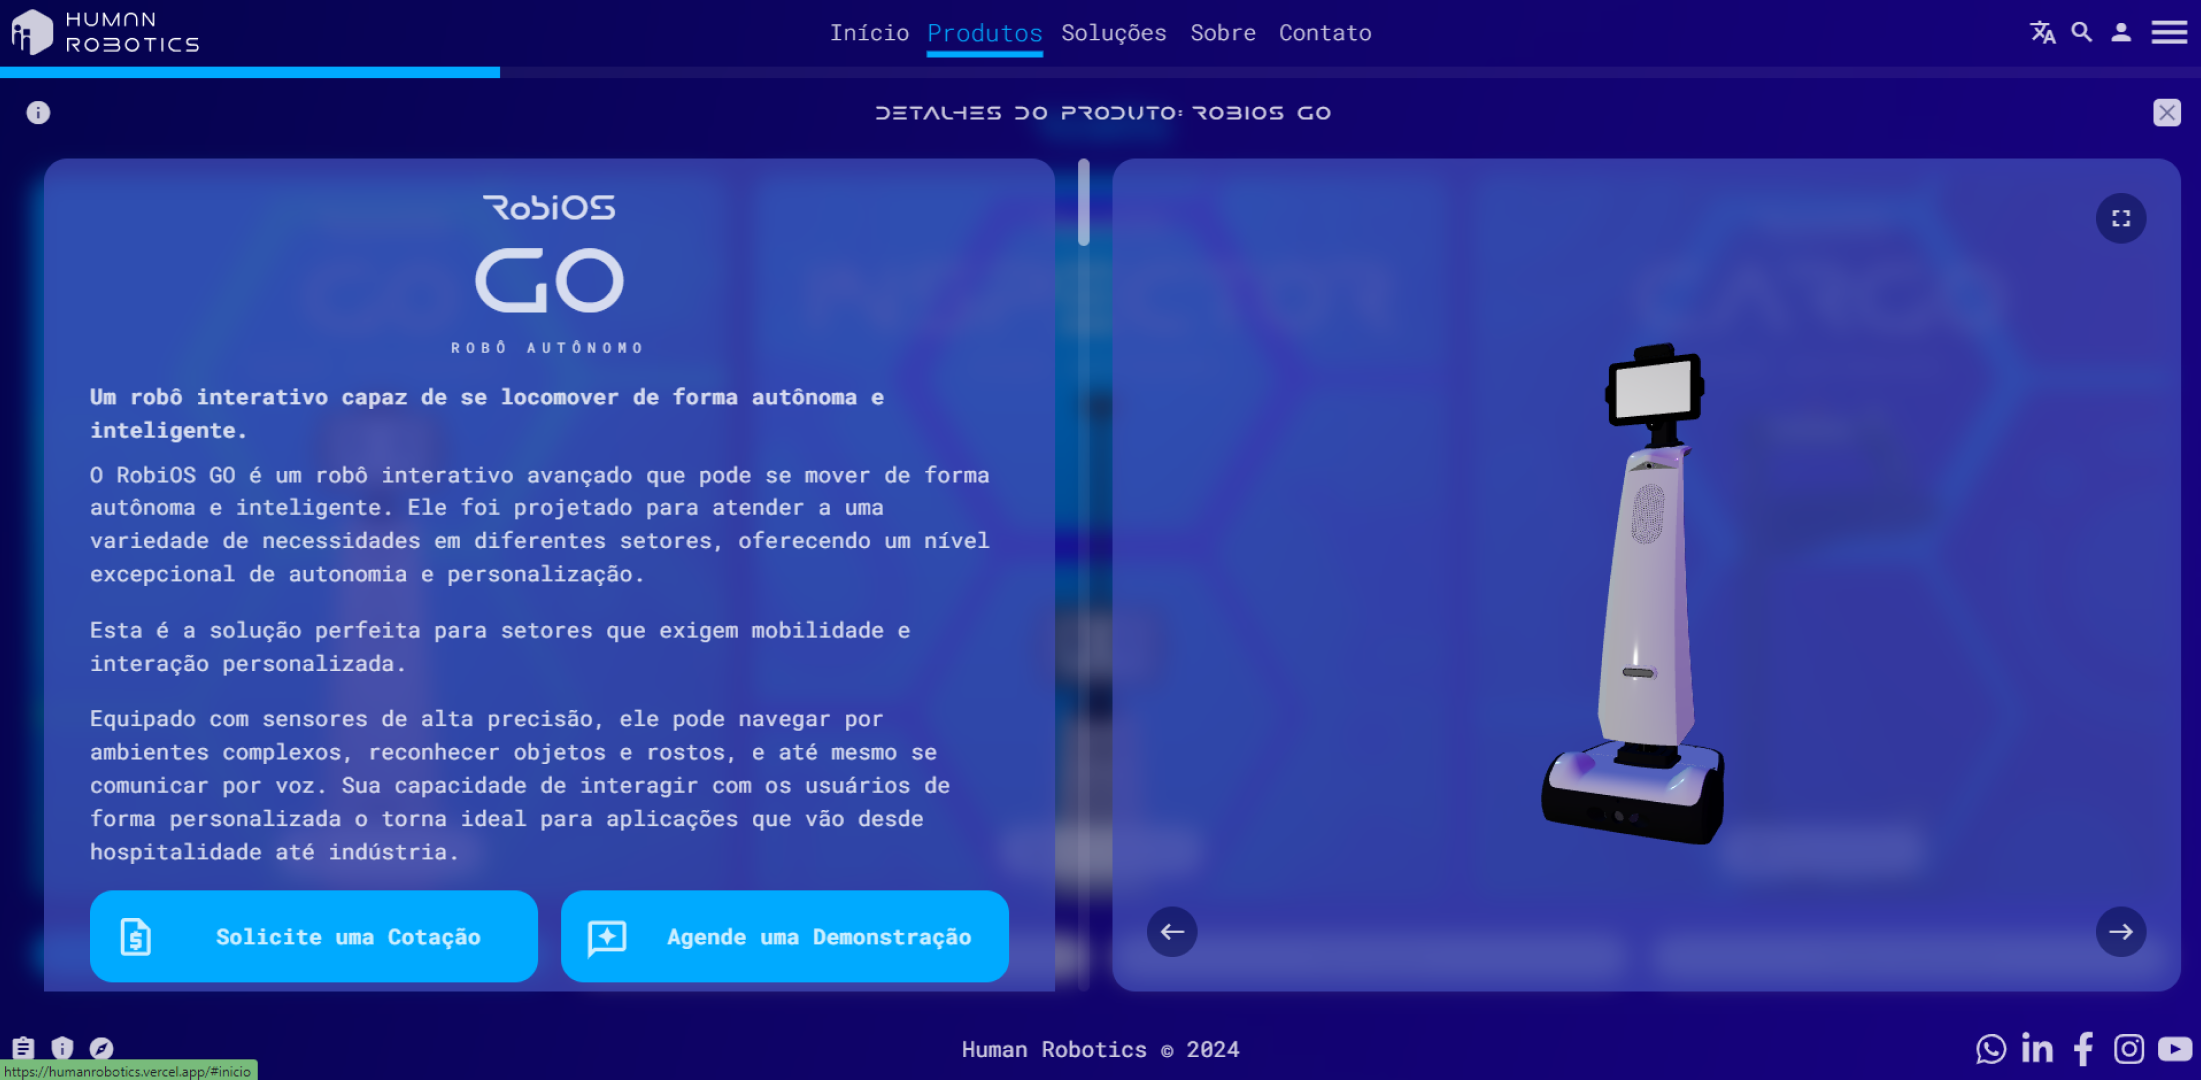 HUMAN
ROBOTICS
Início Produtos Soluções Sobre Contato
DETALHES DO PRODUTO: ROBIOS GO
RobiOS
GO
ROBÔ AUTÔNOMO
Um robô interativo capaz de se locomover de forma autônoma e
inteligente.
O RobiOS GO é um robô interativo avançado que pode se mover de forma
autônoma e inteligente. Ele foi projetado para atender a uma
variedade de necessidades em diferentes setores, oferecendo um nível
excepcional de autonomia e personalização.
Esta é a solução perfeita para setores que exigem mobilidade e
interação personalizada.
Equipado com sensores de alta precisão, ele pode navegar por
ambientes complexos, reconhecer objetos e rostos, e até mesmo se
comunicar por voz. Sua capacidade de interagir com os usuários de
forma personalizada o torna ideal para aplicações que vão desde
hospitalidade até indústria.
Solicite uma Cotação
Agende uma Demonstração
GO INSPECTOR CARGO
Human Robotics © 2024
https://humanrobotics.vercel.app/#inicio